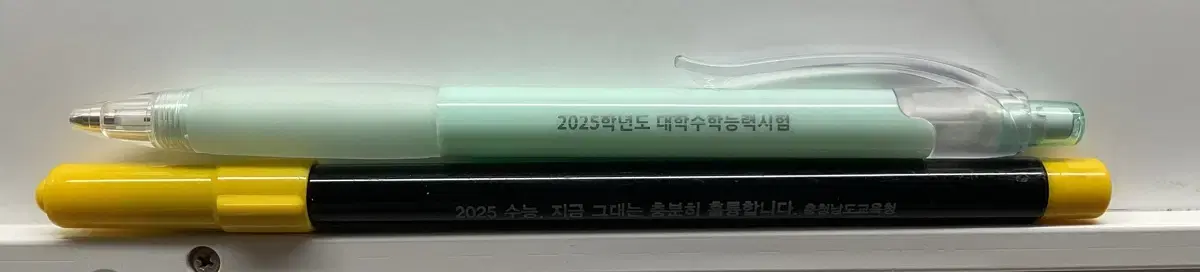 2025학년도 대학수학능력시험
2025 수능, 지금 그대는 충분히 훌륭합니다. 충청남도교육청